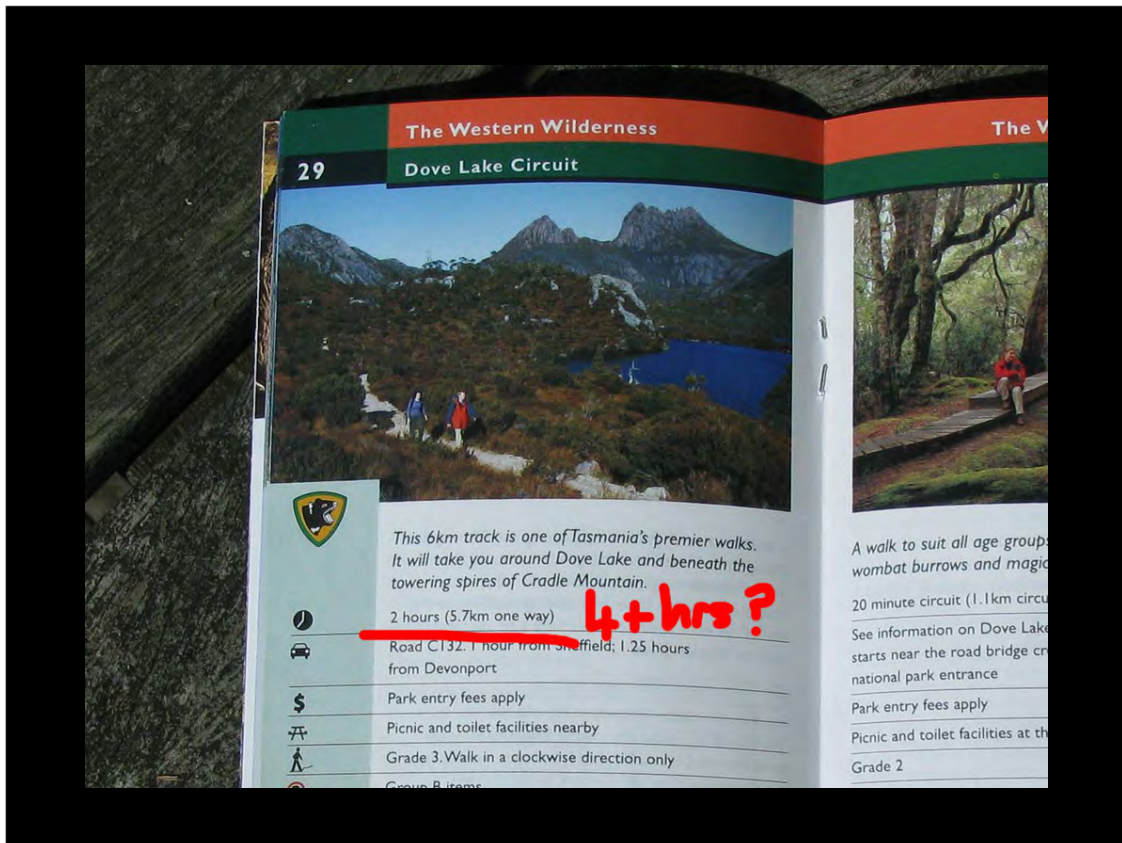 The Western Wilderness
29
Dove Lake Circuit
This 6km track is one of Tasmania's premier walks.
It will take you around Dove Lake and beneath the
towering spires of Cradle Mountain.
2 hours (5.7km one way)
4+hrs?
Road C132. 1 hour from Sheffield; 1.25 hours
from Devonport
$
Park entry fees apply
Picnic and toilet facilities nearby
Grade 3. Walk in a clockwise direction only
Group B items
The
A walk to suit all age
wombat burrows and
20 minute circuit (1.1km
See information on Dove Lake
starts near the road bridge
national park entrance
Park entry fees apply
Picnic and toilet facilities at
Grade 2